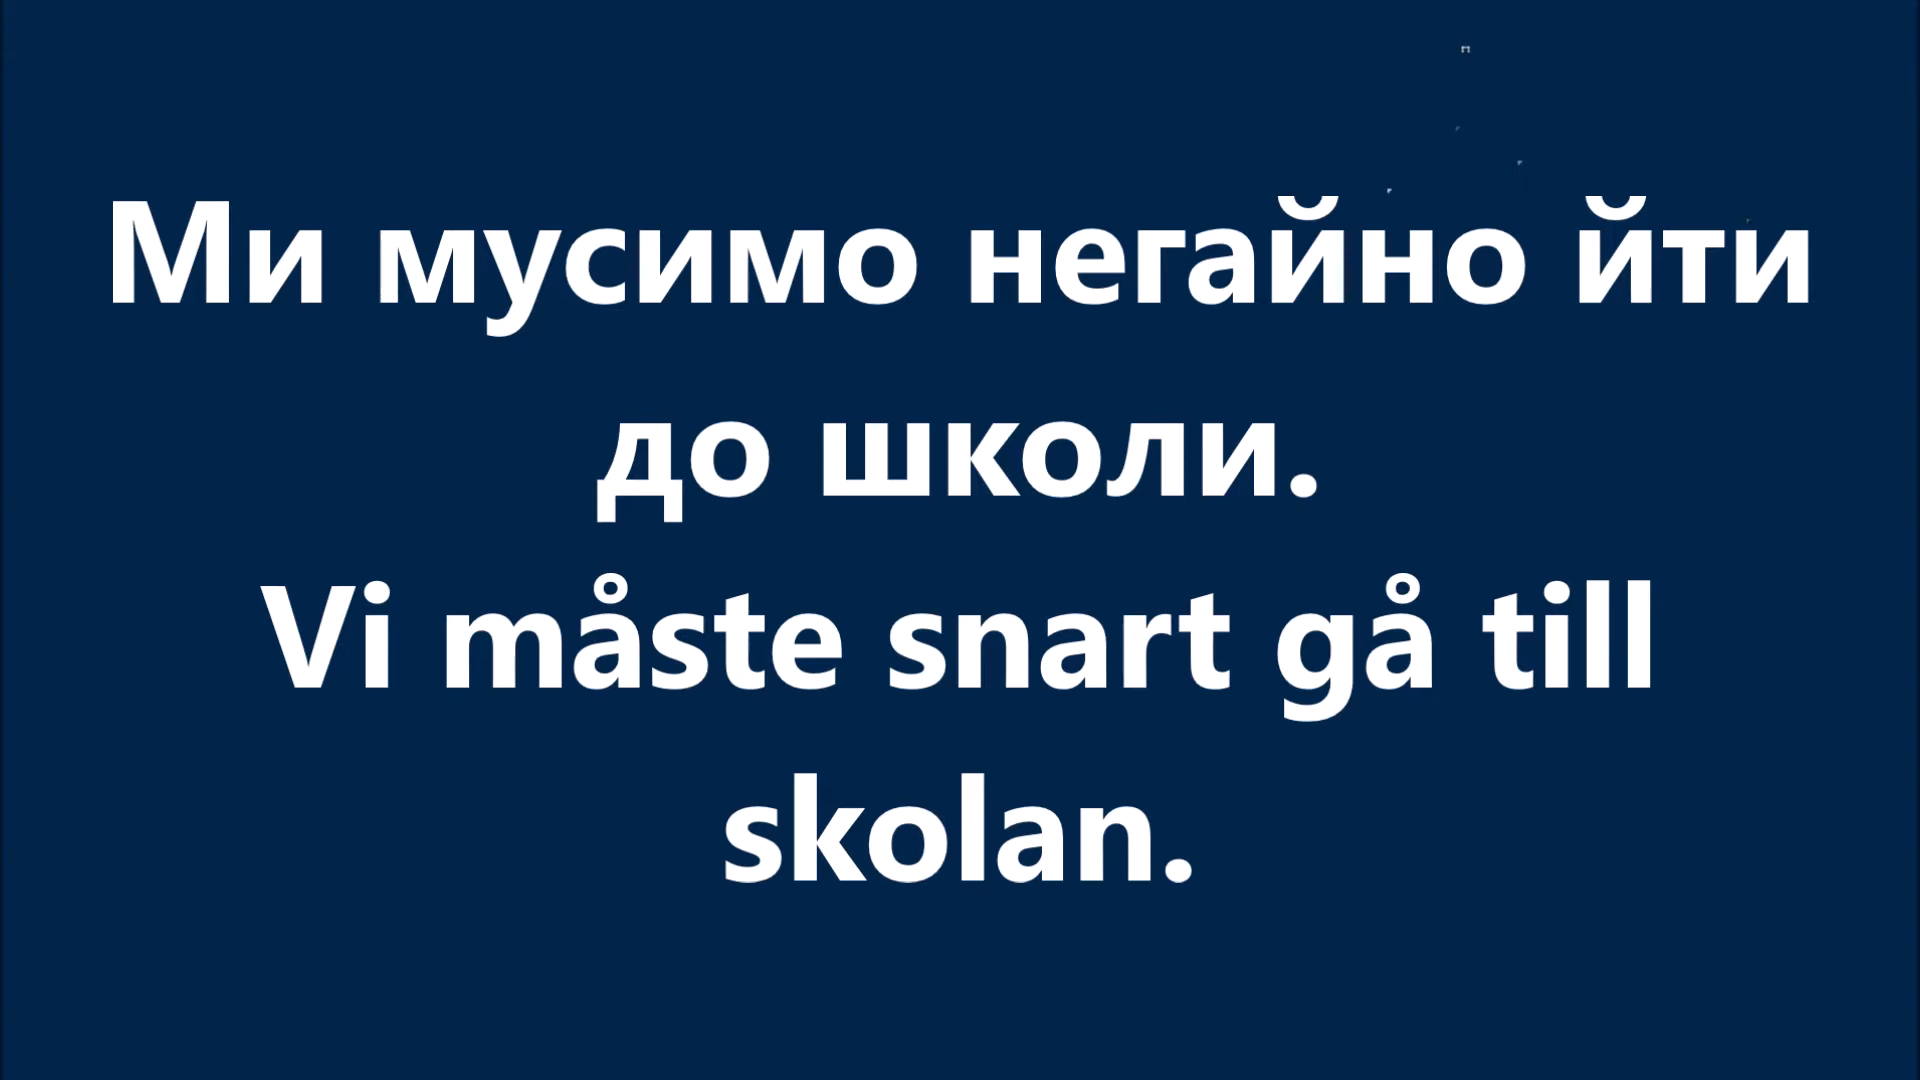 Ми мусимо негайно йти
до школи.
Vi måste snart gå till
skolan.